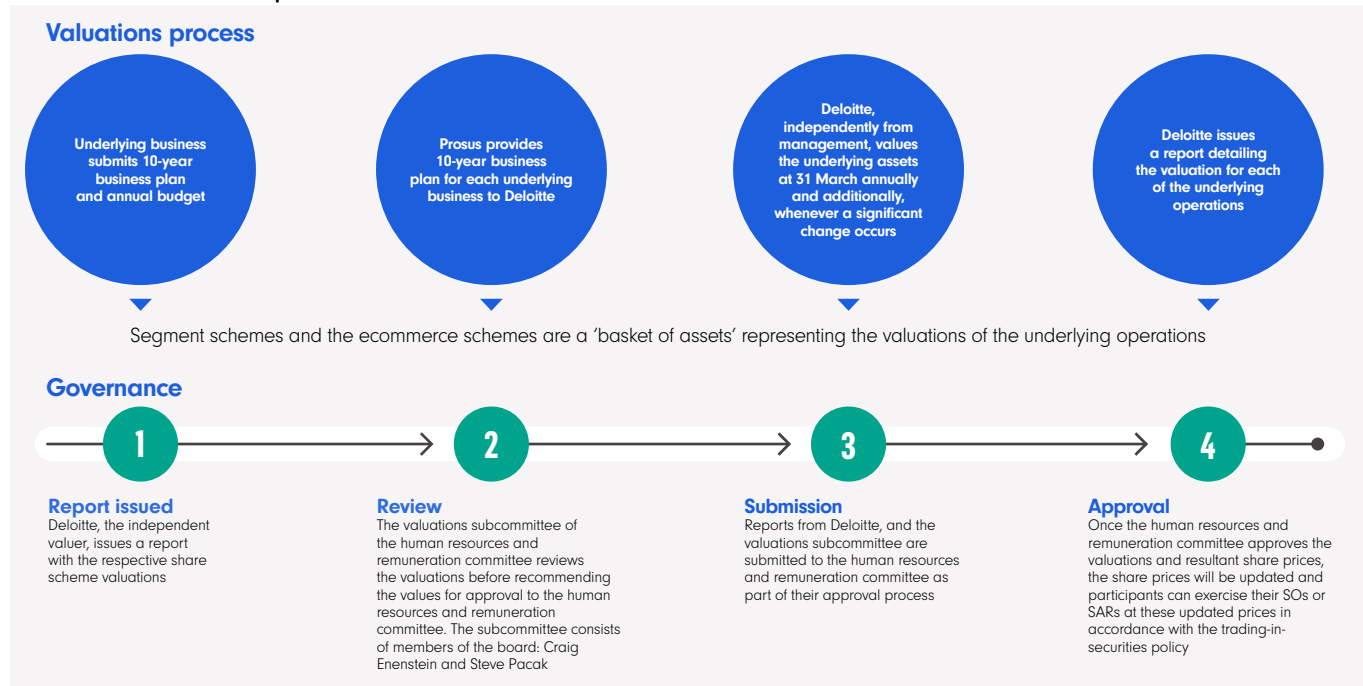 Valuations process
Underlying business
submits 10-year
business plan
and annual budget
Prosus provides
10-year business
plan for each underlying
business to Deloitte
Deloitte,
independently from
management, values
the underlying assets
at 31 March annually
and additionally,
whenever a significant
change occurs
Deloitte issues
a report detailing
the valuation for each
of the underlying
operations
Segment schemes and the ecommerce schemes are a ‘basket of assets’ representing the valuations of the underlying operations
Governance
1
2
3
4
Report issued
Deloitte, the independent
valuer, issues a report
with the respective share
scheme valuations
Review
The valuations subcommittee of
the human resources and
remuneration committee reviews
the valuations before recommending
the values for approval to the human
resources and remuneration
committee. The subcommittee consists
of members of the board: Craig
Enenstein and Steve Pacak
Submission
Reports from Deloitte, and the
valuations subcommittee are
submitted to the human resources
and remuneration committee as
part of their approval process
Approval
Once the human resources and
remuneration committee approves the
valuations and resultant share prices,
the share prices will be updated and
participants can exercise their SOs or
SARs at these updated prices in
accordance with the trading-in-
securities policy